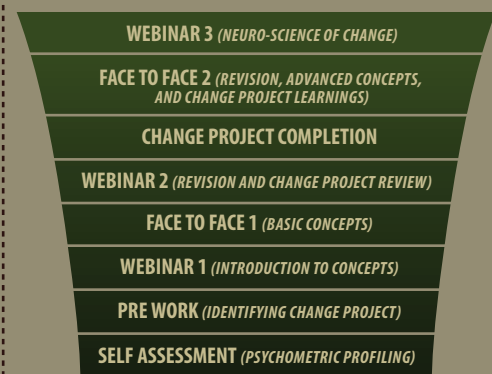 WEBINAR 3 (NEURO-SCIENCE OF CHANGE)
FACE TO FACE 2 (REVISION, ADVANCED CONCEPTS,
AND CHANGE PROJECT LEARNINGS)
CHANGE PROJECT COMPLETION
WEBINAR 2 (REVISION AND CHANGE PROJECT REVIEW)
FACE TO FACE 1 (BASIC CONCEPTS)
WEBINAR 1 (INTRODUCTION TO CONCEPTS)
PRE WORK (IDENTIFYING CHANGE PROJECT)
SELF ASSESSMENT (PSYCHOMETRIC PROFILING)